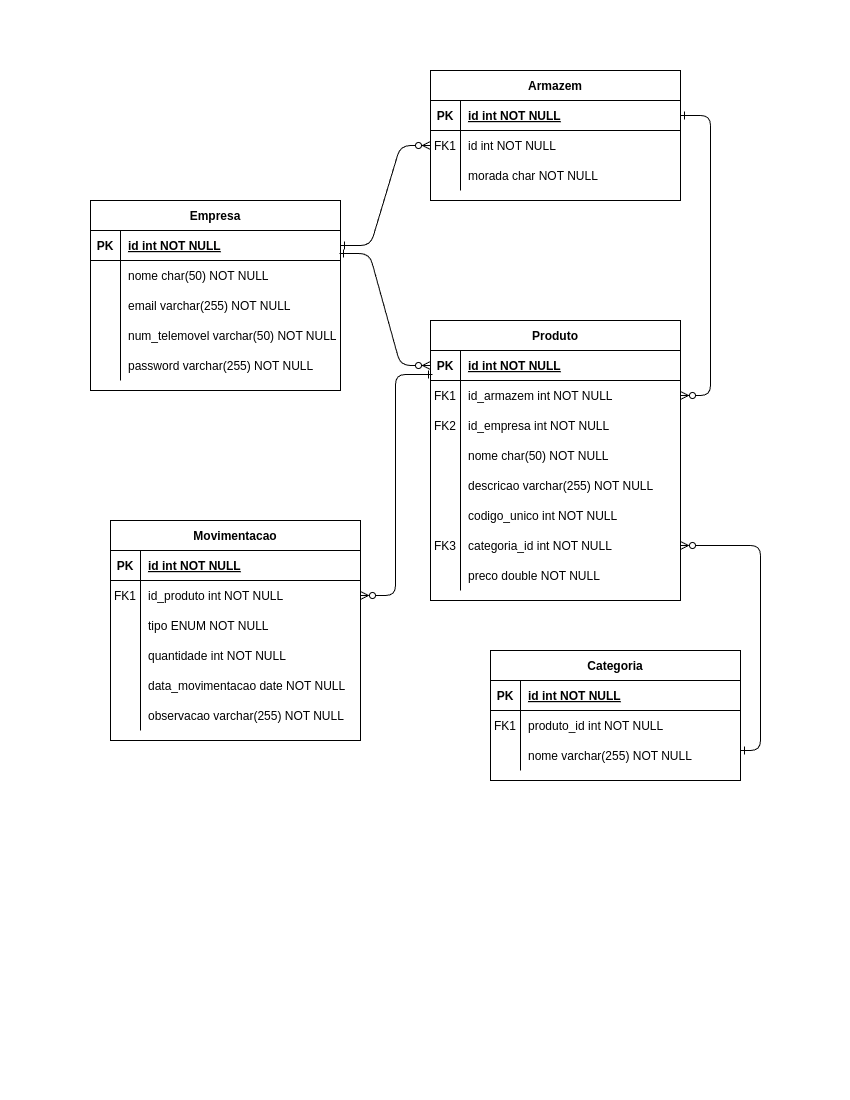 Armazem
PK id int NOT NULL
FK1 id int NOT NULL
morada char NOT NULL
Empresa
PK id int NOT NULL
nome char(50) NOT NULL
email varchar(255) NOT NULL
num_telemovel varchar(50) NOT NULL
password varchar(255) NOT NULL
Produto
PK id int NOT NULL
FK1 id_armazem int NOT NULL
FK2 id_empresa int NOT NULL
nome char(50) NOT NULL
descricao varchar(255) NOT NULL
codigo_unico int NOT NULL
FK3 categoria_id int NOT NULL
preco double NOT NULL
Movimentacao
PK id int NOT NULL
FK1 id_produto int NOT NULL
tipo ENUM NOT NULL
quantidade int NOT NULL
data_movimentacao date NOT NULL
observacao varchar(255) NOT NULL
Categoria
PK id int NOT NULL
FK1 produto_id int NOT NULL
nome varchar(255) NOT NULL